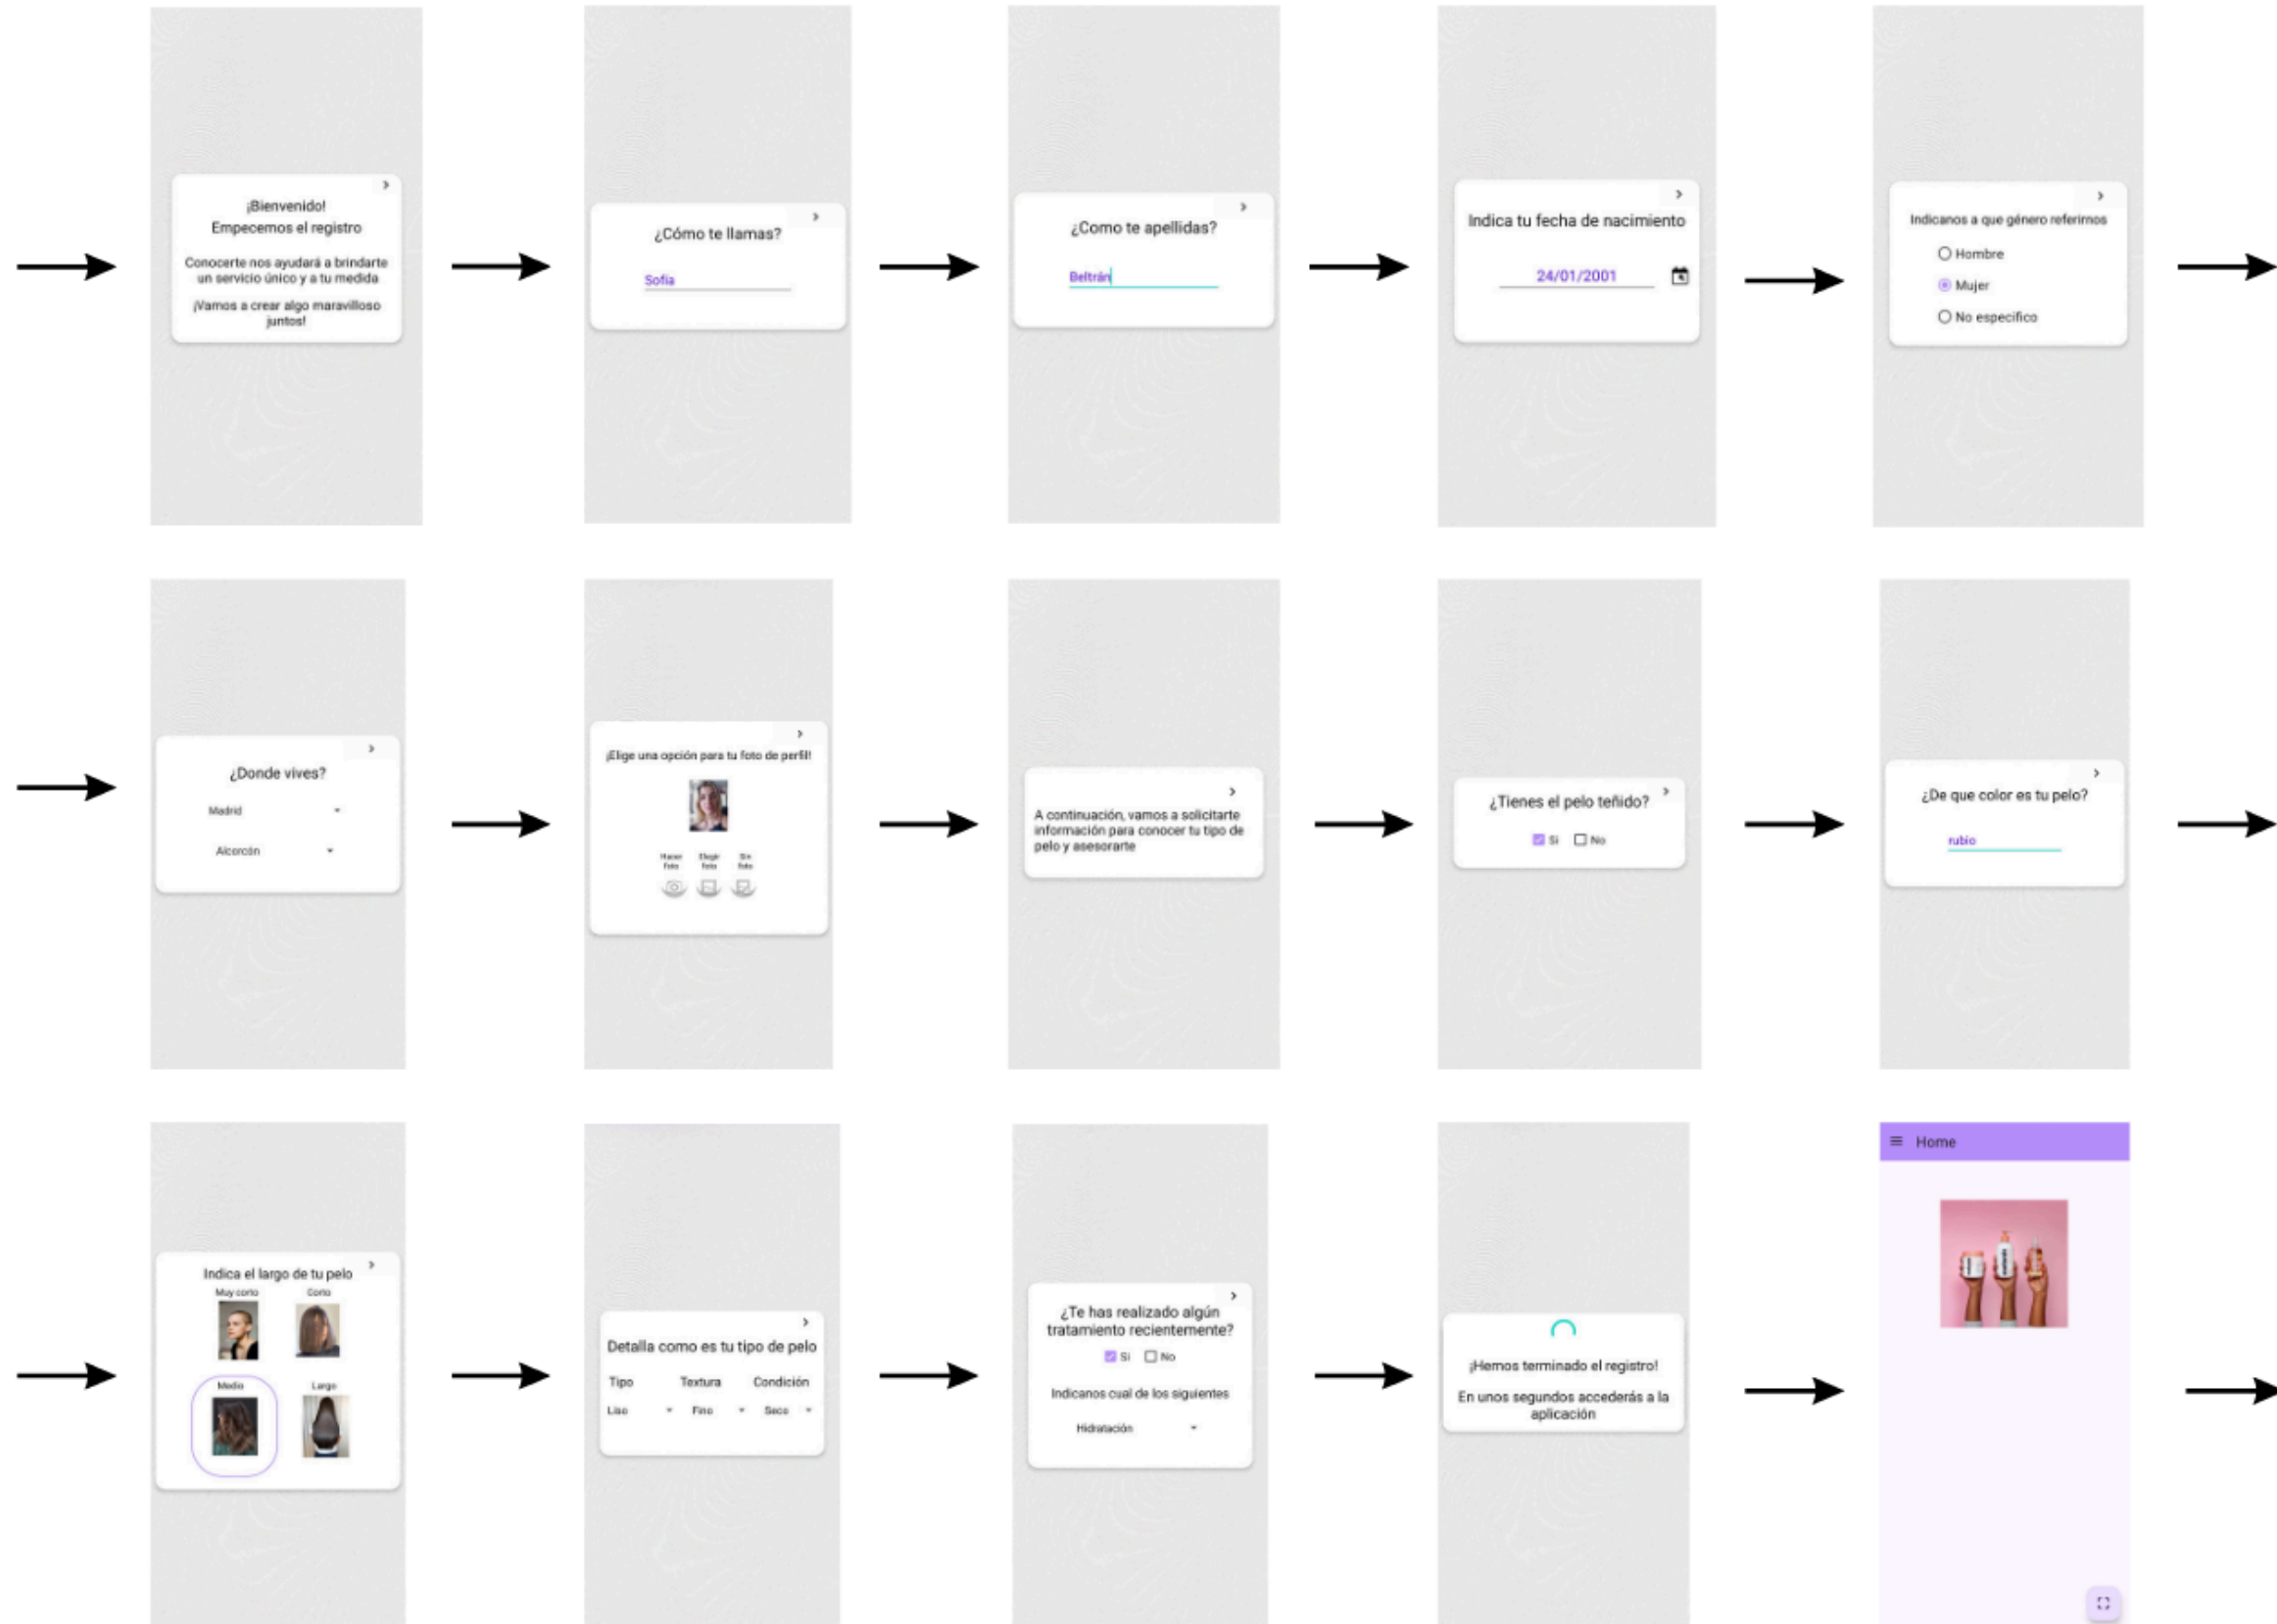 ¡Bienvenido!
Empecemos el registro
Conocerte nos ayudará a brindarte
un servicio único y a tu medida
¡Vamos a crear algo maravilloso
juntos!
¿Cómo te llamas?
Sofia
¿Como te apellidas?
Beltrán
Indica tu fecha de nacimiento
24/01/2001
Indicanos a que género referirnos
Hombre
Mujer
No especifico
¿Donde vives?
Madrid
Alcorcón
¡Elige una opción para tu foto de perfil!
Hacer foto
Elegir foto
Sin foto
A continuación, vamos a solicitarte
información para conocer tu tipo de
pelo y asesorarte
¿Tienes el pelo teñido?
Si No
¿De que color es tu pelo?
rubio
Indica el largo de tu pelo
Muy corto Corto
Medio Largo
Detalla como es tu tipo de pelo
Tipo Textura Condición
Liso Fino Seco
¿Te has realizado algún
tratamiento recientemente?
Si No
Indicanos cual de los siguientes
Hidratación
¡Hemos terminado el registro!
En unos segundos accederás a la
aplicación
Home